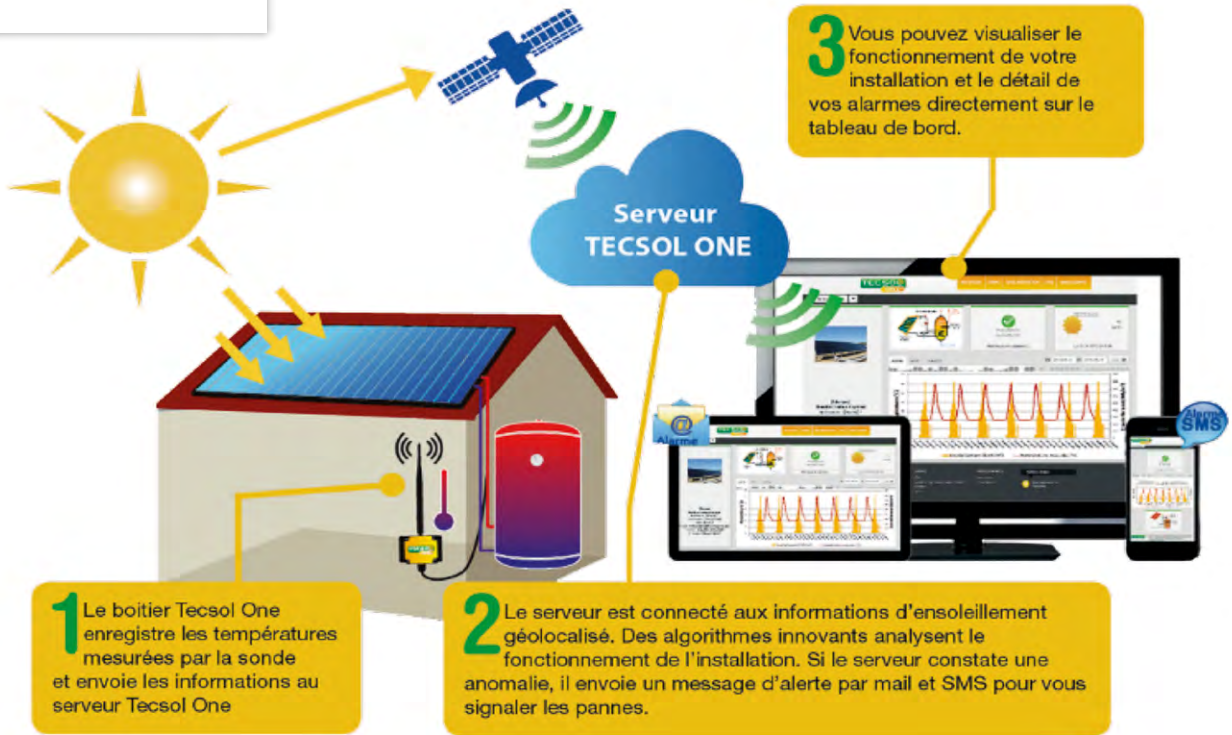 3 Vous pouvez visualiser le
fonctionnement de votre
installation et le détail de
vos alarmes directement sur le
tableau de bord.
Serveur
TECSOL ONE
@
Alarme
Alarme
SMS
1 Le boitier Tecsol One
enregistre les températures
mesurées par la sonde
et envoie les informations au
serveur Tecsol One
2 Le serveur est connecté aux informations d'ensoleillement
géolocalisé. Des algorithmes innovants analysent le
fonctionnement de l'installation. Si le serveur constate une
anomalie, il envoie un message d'alerte par mail et SMS pour vous
signaler les pannes.